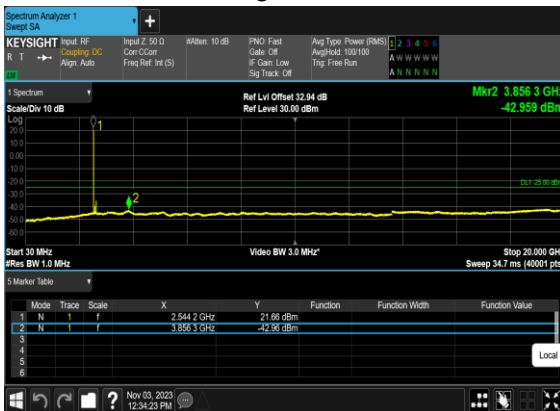 Spectrum Analyzer 1
Swept SA
KEYSIGHT Input: RF Input Z: 50 Ω #Atten: 10 dB PNO: Fast Avg Type: Power (RMS) 1 2 3 4 5 6
R T Coupling: DC Corr CCorr Gate: Off Avg|Hold: 100/100 A W W W W W
Align: Auto Freq Ref: Int (S) IF Gain: Low Trig: Free Run
LV Sig Track: Off A N N N N N
1 Spectrum Ref Lvl Offset 32.94 dB Mkr2 3.856 3 GHz
Scale/Div 10 dB Ref Level 30.00 dBm -42.959 dBm
Log
20.0 1
10.0
0.00
-10.0
-20.0 DL1 -25.00 dBm
-30.0
-40.0 2
-50.0
-60.0
Start 30 MHz Video BW 3.0 MHz* Stop 20.000 GH
#Res BW 1.0 MHz Sweep 34.7 ms (40001 pts
5 Marker Table
Mode Trace Scale X Y Function Function Width Function Value
1 N 1 f 2.544 2 GHz 21.66 dBm
2 N 1 f 3.856 3 GHz -42.96 dBm
3
4
5
6
Local
? Nov 03, 2023
12:34:23 PM